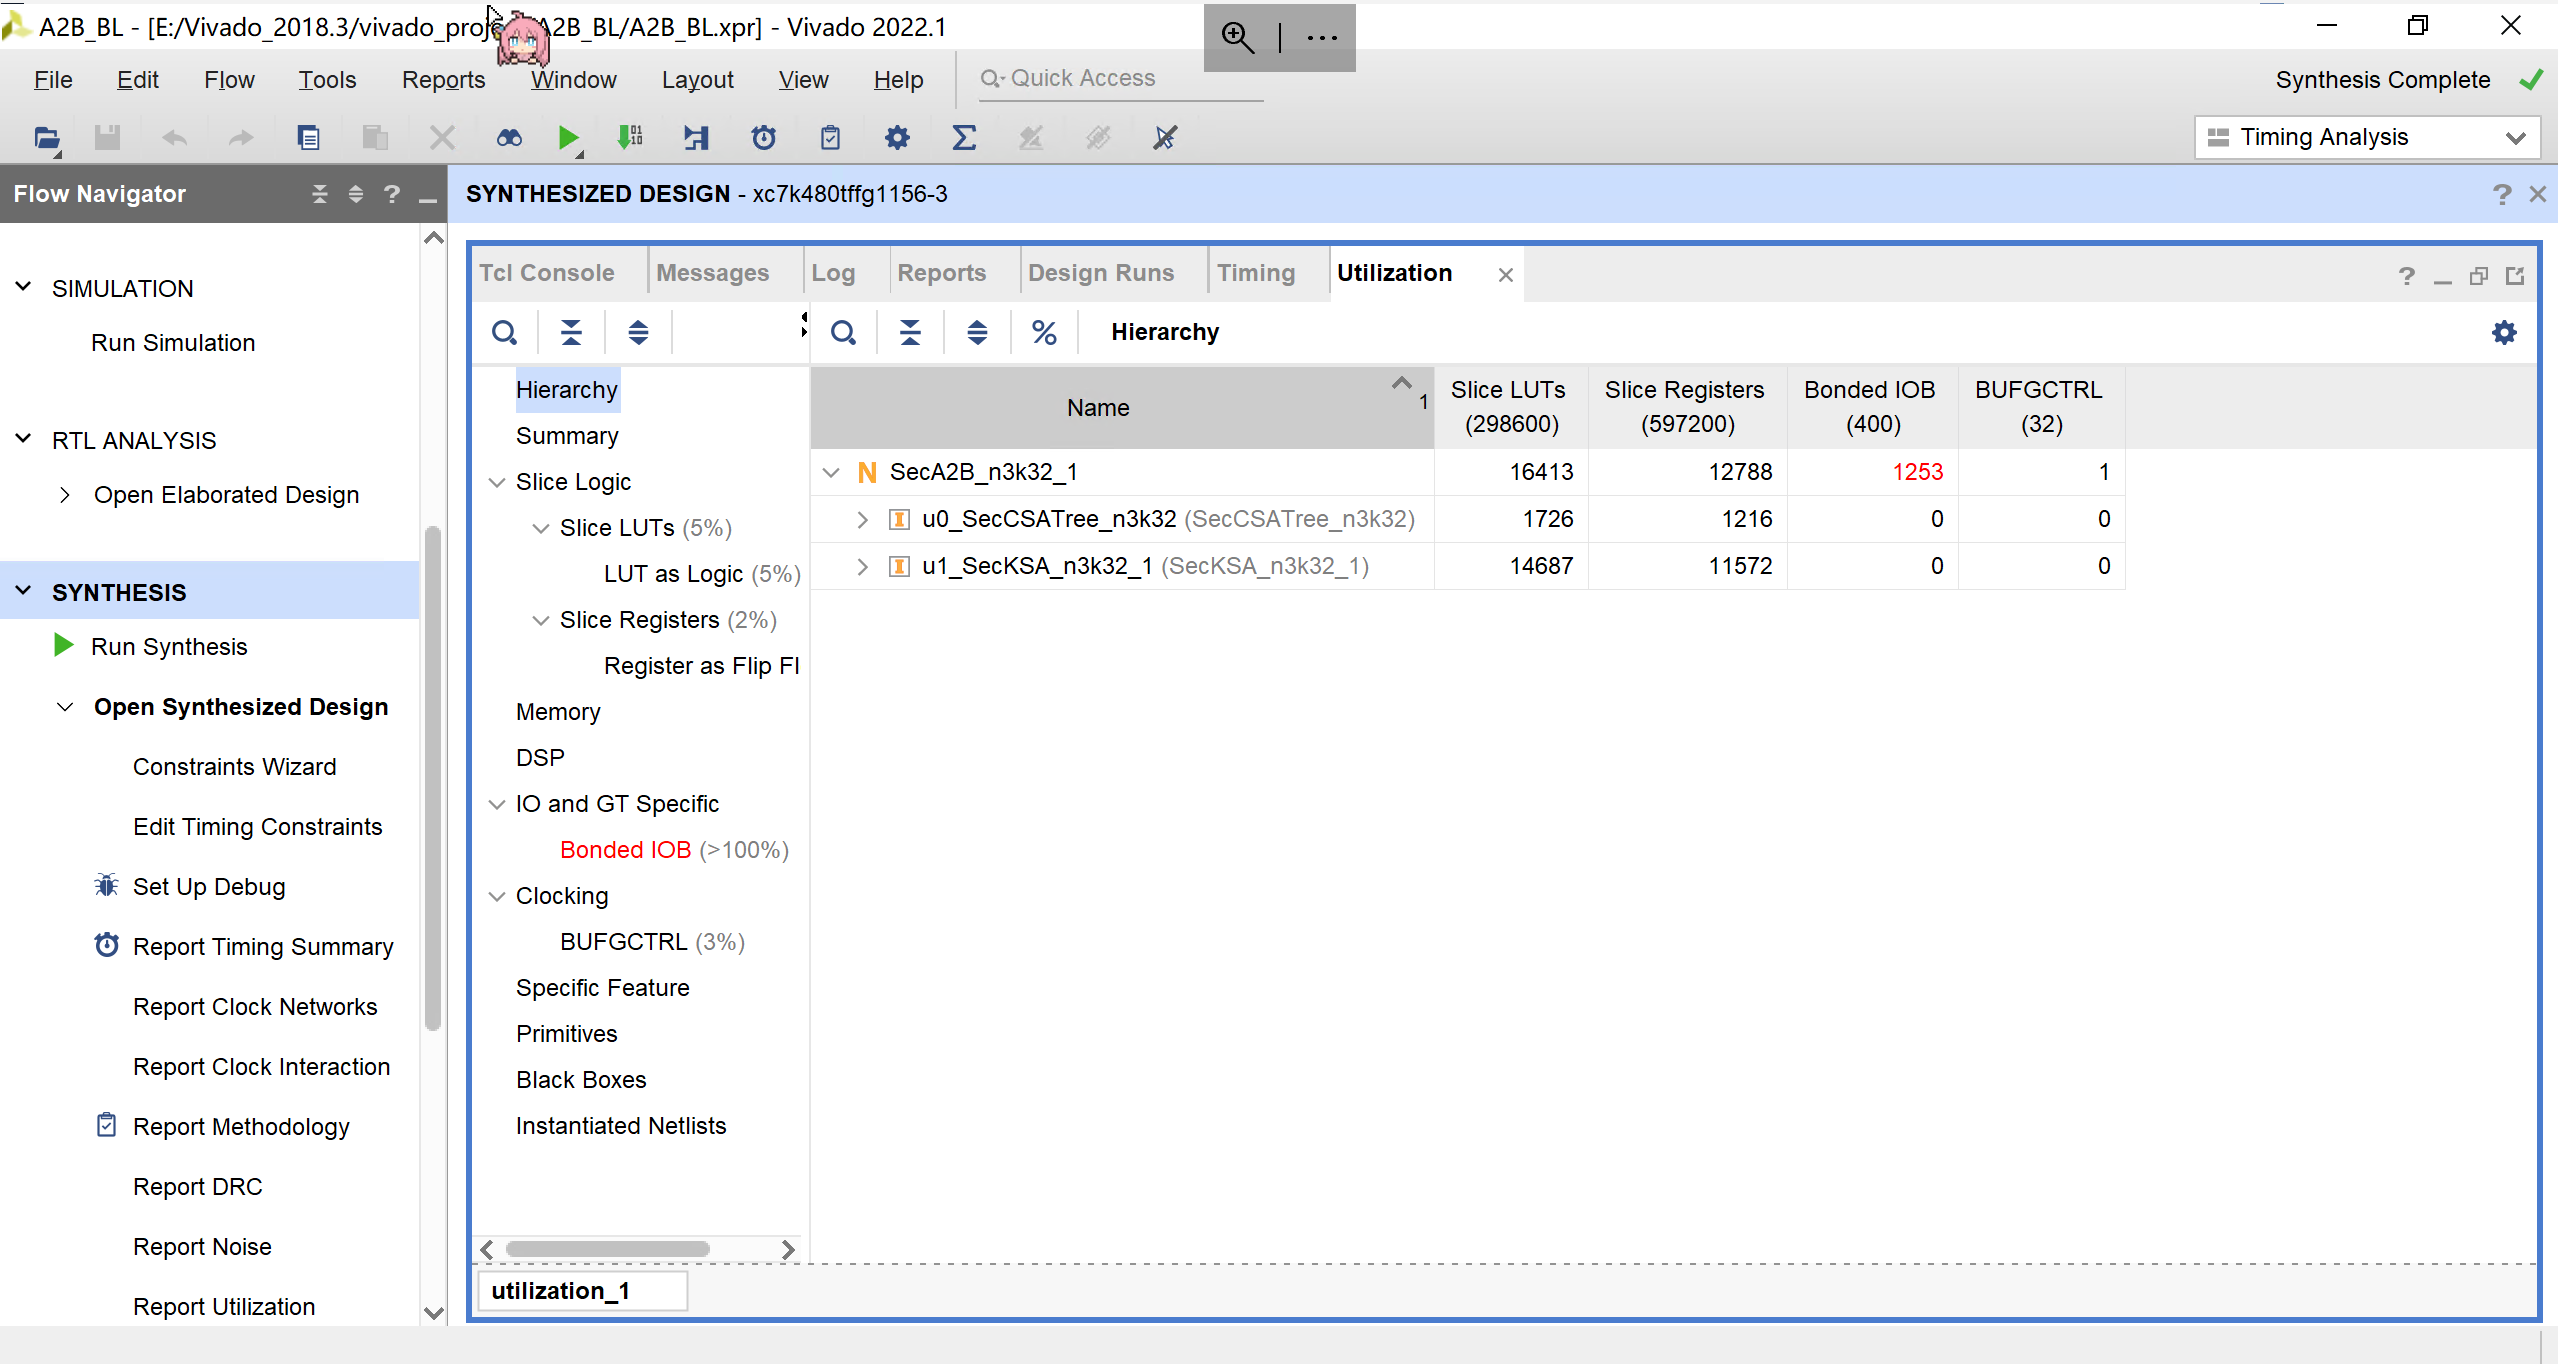 A2B_BL - [E:/Vivado_2018.3/vivado_proj A2B_BL/A2B_BL.xpr] - Vivado 2022.1
File Edit Flow Tools Reports Window Layout View Help Quick Access Synthesis Complete
Timing Analysis
Flow Navigator
SYNTHESIZED DESIGN - xc7k480tffg1156-3
SIMULATION
Run Simulation
RTL ANALYSIS
Open Elaborated Design
SYNTHESIS
Run Synthesis
Open Synthesized Design
Constraints Wizard
Edit Timing Constraints
Set Up Debug
Report Timing Summary
Report Clock Networks
Report Clock Interaction
Report Methodology
Report DRC
Report Noise
Report Utilization
Tcl Console Messages Log Reports Design Runs Timing Utilization
Hierarchy
Hierarchy
Summary
Slice Logic
Slice LUTs (5%)
LUT as Logic (5%)
Slice Registers (2%)
Register as Flip Fl
Memory
DSP
IO and GT Specific
Bonded IOB (>100%)
Clocking
BUFGCTRL (3%)
Specific Feature
Primitives
Black Boxes
Instantiated Netlists
Name 1 Slice LUTs (298600) Slice Registers (597200) Bonded IOB (400) BUFGCTRL (32)
N SecA2B_n3k32_1 16413 12788 1253 1
I u0_SecCSATree_n3k32 (SecCSATree_n3k32) 1726 1216 0 0
I u1_SecKSA_n3k32_1 (SecKSA_n3k32_1) 14687 11572 0 0
utilization_1